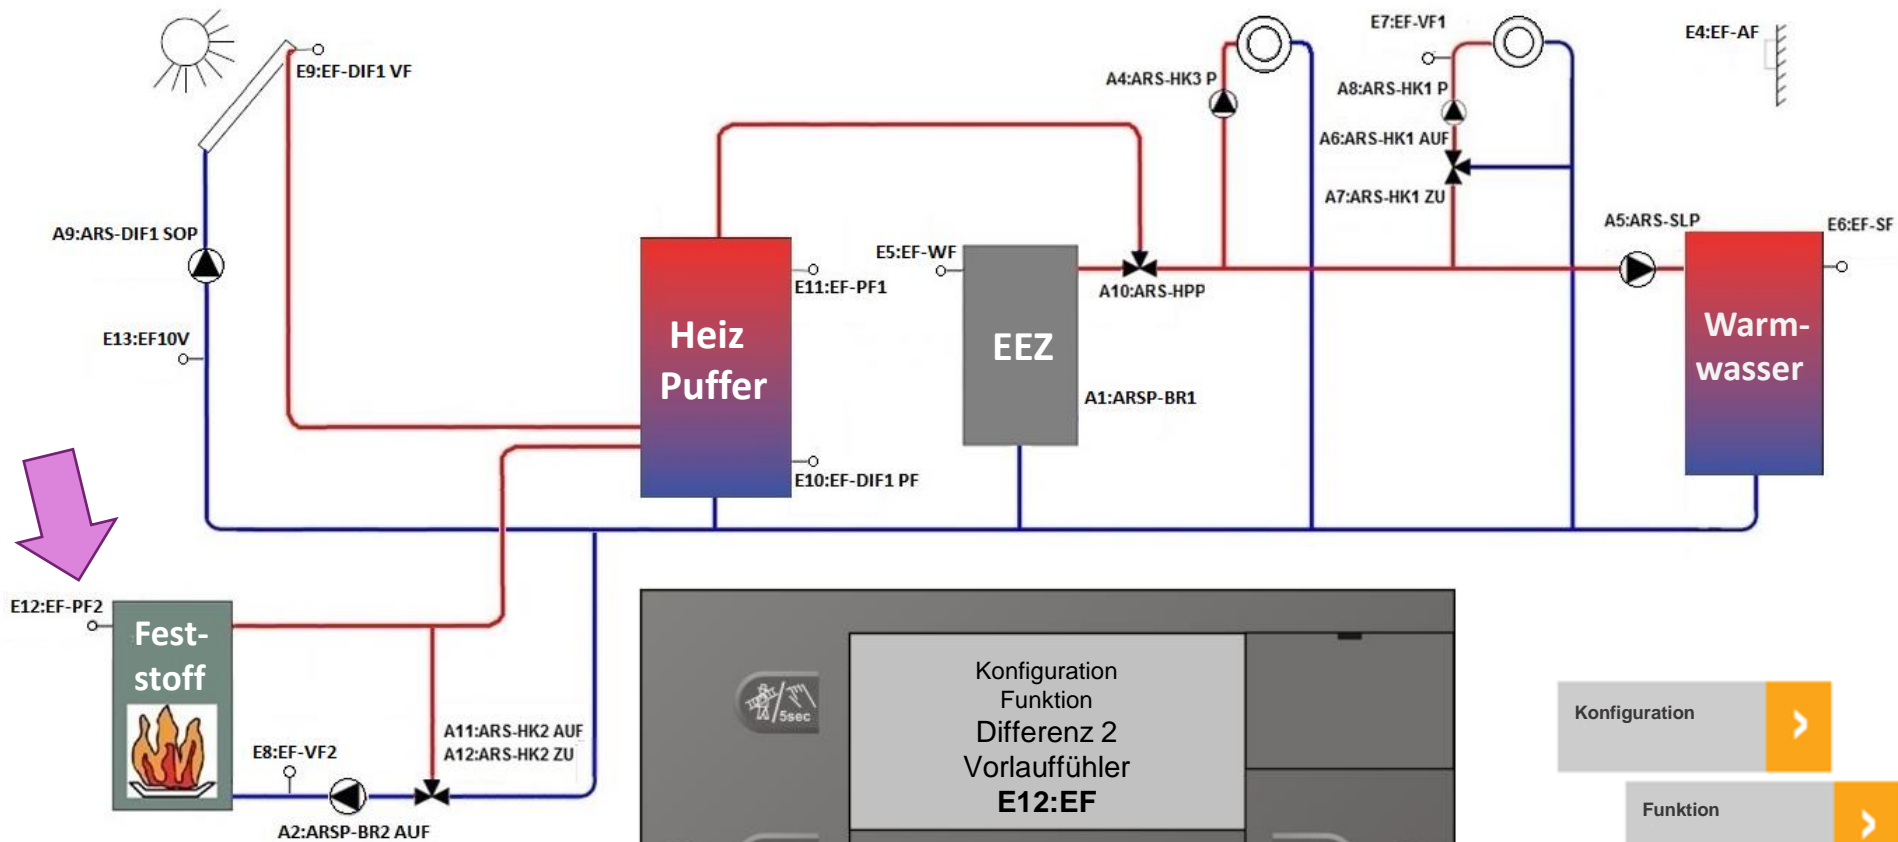 E7:EF-VF1
E4:EF-AF
E9:EF-DIF1 VF
A4:ARS-HK3 P
A8:ARS-HK1 P
A6:ARS-HK1 AUF
A7:ARS-HK1 ZU
A5:ARS-SLP
E6:EF-SF
A9:ARS-DIF1 SOP
E5:EF-WF
E11:EF-PF1
A10:ARS-HPP
E13:EF10V
Heiz
Puffer
EEZ
Warm-
wasser
A1:ARSP-BR1
E10:EF-DIF1 PF
E12:EF-PF2
Fest-
stoff
A11:ARS-HK2 AUF
A12:ARS-HK2 ZU
E8:EF-VF2
A2:ARSP-BR2 AUF
5sec
Konfiguration
Funktion
Differenz 2
Vorlauffühler
E12:EF
Konfiguration
Funktion